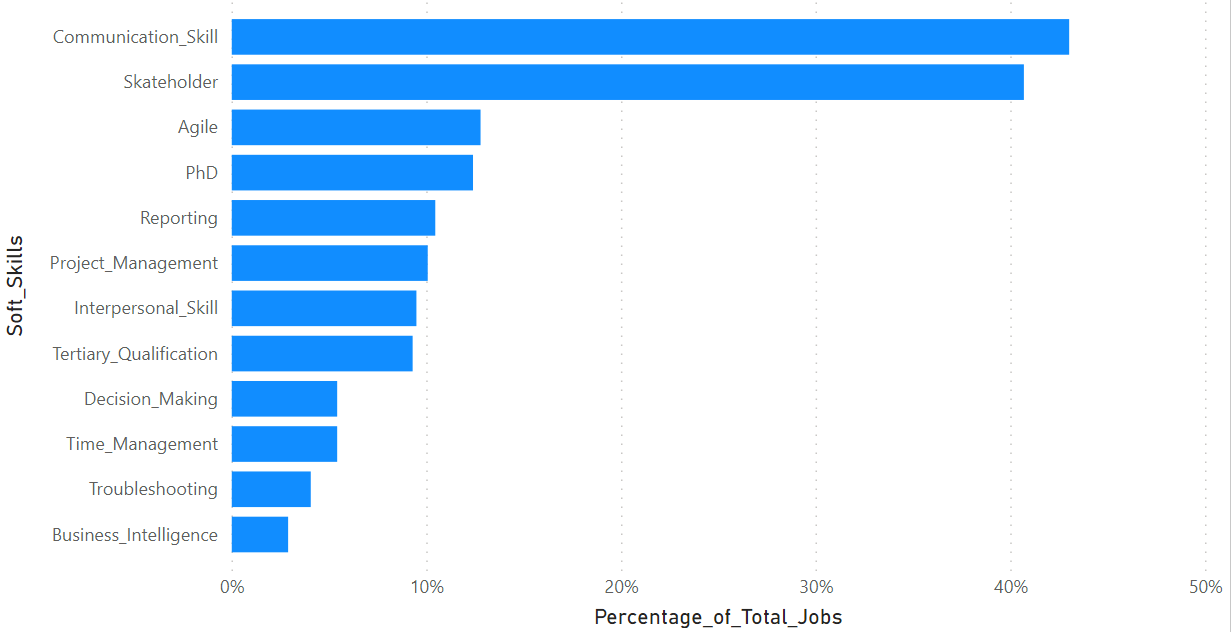 Communication_Skill
Skateholder
Agile
PhD
Reporting
Project_Management
Interpersonal_Skill
Tertiary_Qualification
Decision_Making
Time_Management
Troubleshooting
Business_Intelligence
Soft_Skills
0% 10% 20% 30% 40% 50%
Percentage_of_Total_Jobs